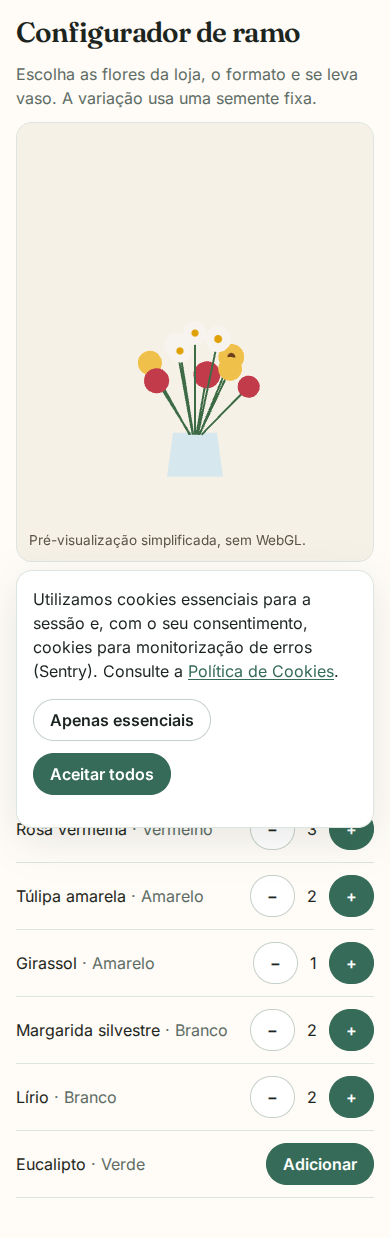 Configurador de ramo
Escolha as flores da loja, o formato e se leva
vaso. A variação usa uma semente fixa.
Pré-visualização simplificada, sem WebGL.
Utilizamos cookies essenciais para a
sessão e, com o seu consentimento,
cookies para monitorização de erros
(Sentry). Consulte a Política de Cookies.
Apenas essenciais
Aceitar todos
Rosa vermelha · Vermelho − 3 +
Túlipa amarela · Amarelo − 2 +
Girassol · Amarelo − 1 +
Margarida silvestre · Branco − 2 +
Lírio · Branco − 2 +
Eucalipto · Verde Adicionar